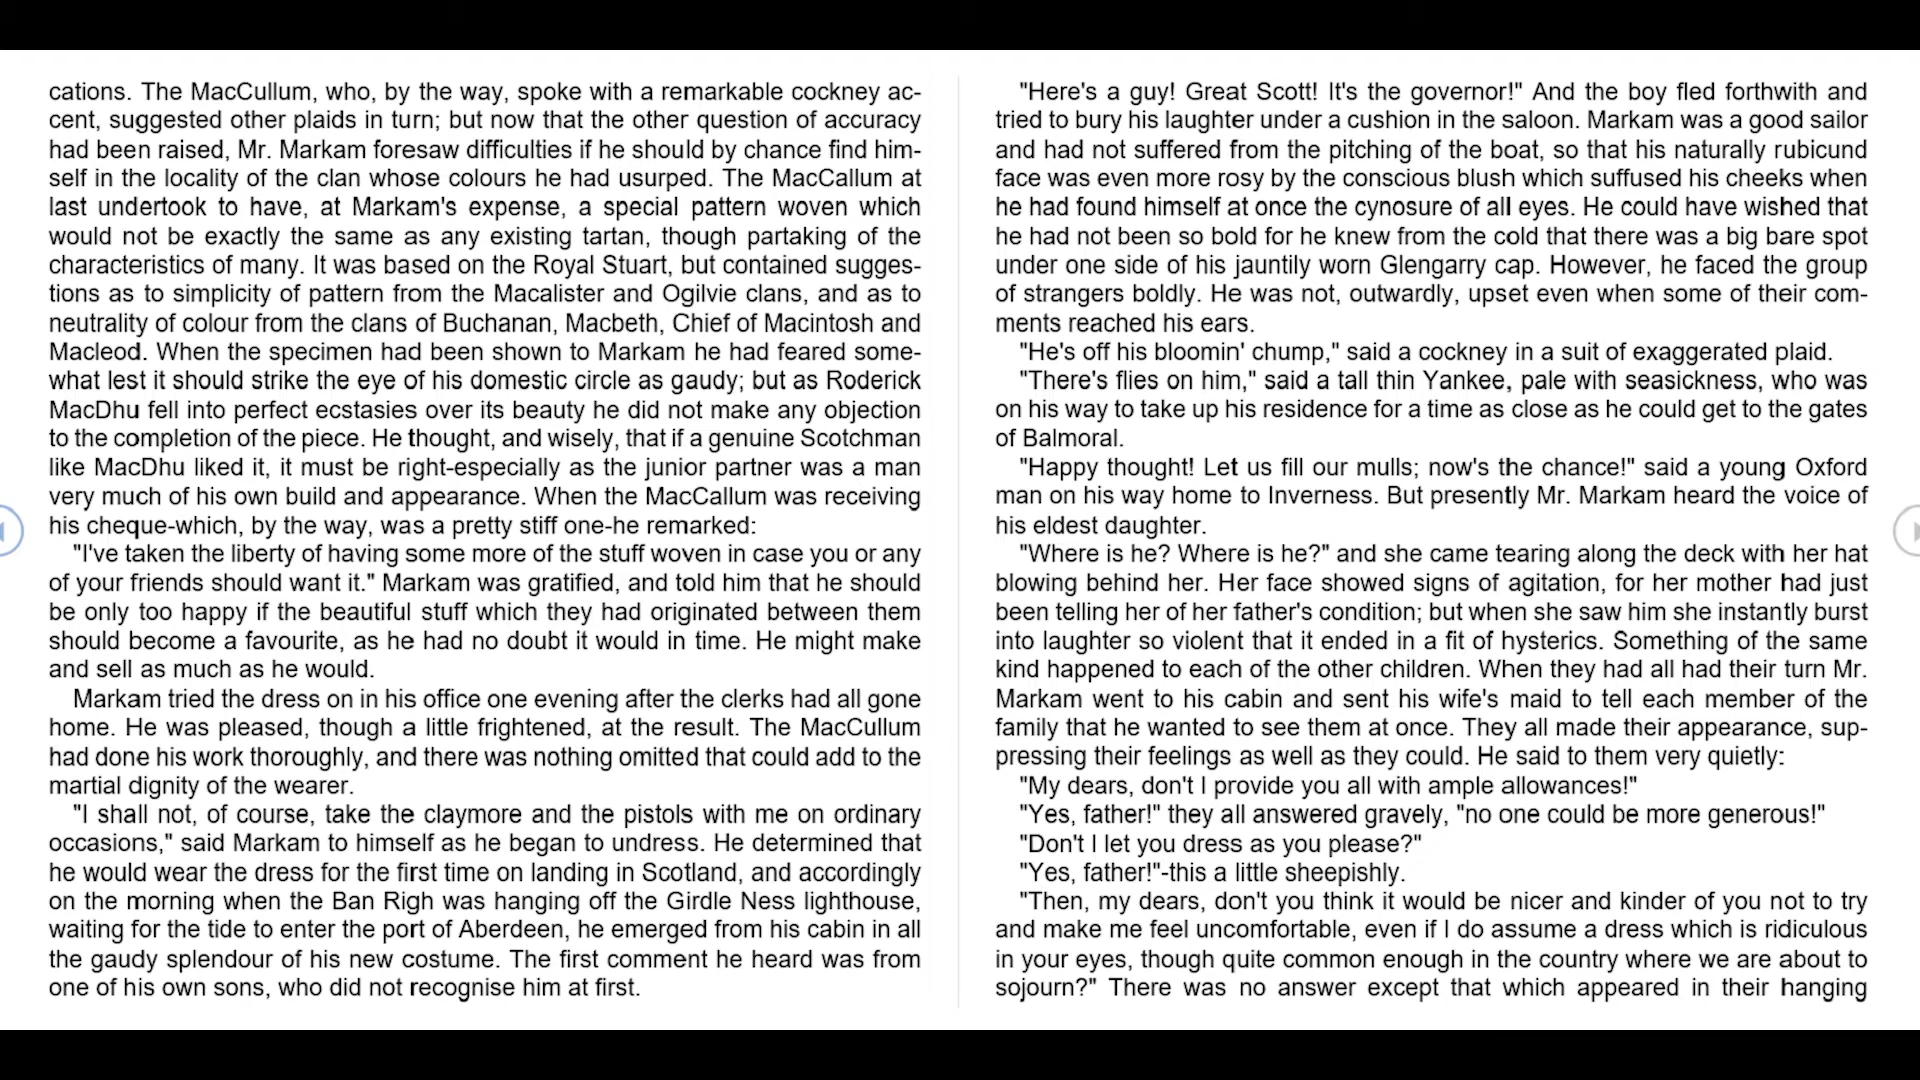 cations. The MacCullum, who, by the way, spoke with a remarkable cockney ac-
cent, suggested other plaids in turn; but now that the other question of accuracy
had been raised, Mr. Markam foresaw difficulties if he should by chance find him-
self in the locality of the clan whose colours he had usurped. The MacCallum at
last undertook to have, at Markam's expense, a special pattern woven which
would not be exactly the same as any existing tartan, though partaking of the
characteristics of many. It was based on the Royal Stuart, but contained sugges-
tions as to simplicity of pattern from the Macalister and Ogilvie clans, and as to
neutrality of colour from the clans of Buchanan, Macbeth, Chief of Macintosh and
Macleod. When the specimen had been shown to Markam he had feared some-
what lest it should strike the eye of his domestic circle as gaudy; but as Roderick
MacDhu fell into perfect ecstasies over its beauty he did not make any objection
to the completion of the piece. He thought, and wisely, that if a genuine Scotchman
like MacDhu liked it, it must be right-especially as the junior partner was a man
very much of his own build and appearance. When the MacCallum was receiving
his cheque-which, by the way, was a pretty stiff one-he remarked:
"I've taken the liberty of having some more of the stuff woven in case you or any
of your friends should want it." Markam was gratified, and told him that he should
be only too happy if the beautiful stuff which they had originated between them
should become a favourite, as he had no doubt it would in time. He might make
and sell as much as he would.
Markam tried the dress on in his office one evening after the clerks had all gone
home. He was pleased, though a little frightened, at the result. The MacCullum
had done his work thoroughly, and there was nothing omitted that could add to the
martial dignity of the wearer.
"I shall not, of course, take the claymore and the pistols with me on ordinary
occasions," said Markam to himself as he began to undress. He determined that
he would wear the dress for the first time on landing in Scotland, and accordingly
on the morning when the Ban Righ was hanging off the Girdle Ness lighthouse,
waiting for the tide to enter the port of Aberdeen, he emerged from his cabin in all
the gaudy splendour of his new costume. The first comment he heard was from
one of his own sons, who did not recognise him at first.
"Here's a guy! Great Scott! It's the governor!" And the boy fled forthwith and
tried to bury his laughter under a cushion in the saloon. Markam was a good sailor
and had not suffered from the pitching of the boat, so that his naturally rubicund
face was even more rosy by the conscious blush which suffused his cheeks when
he had found himself at once the cynosure of all eyes. He could have wished that
he had not been so bold for he knew from the cold that there was a big bare spot
under one side of his jauntily worn Glengarry cap. However, he faced the group
of strangers boldly. He was not, outwardly, upset even when some of their com-
ments reached his ears.
"He's off his bloomin' chump," said a cockney in a suit of exaggerated plaid.
"There's flies on him," said a tall thin Yankee, pale with seasickness, who was
on his way to take up his residence for a time as close as he could get to the gates
of Balmoral.
"Happy thought! Let us fill our mulls; now's the chance!" said a young Oxford
man on his way home to Inverness. But presently Mr. Markam heard the voice of
his eldest daughter.
"Where is he? Where is he?" and she came tearing along the deck with her hat
blowing behind her. Her face showed signs of agitation, for her mother had just
been telling her of her father's condition; but when she saw him she instantly burst
into laughter so violent that it ended in a fit of hysterics. Something of the same
kind happened to each of the other children. When they had all had their turn Mr.
Markam went to his cabin and sent his wife's maid to tell each member of the
family that he wanted to see them at once. They all made their appearance, sup-
pressing their feelings as well as they could. He said to them very quietly:
"My dears, don't I provide you all with ample allowances!"
"Yes, father!" they all answered gravely, "no one could be more generous!"
"Don't I let you dress as you please?"
"Yes, father!"-this a little sheepishly.
"Then, my dears, don't you think it would be nicer and kinder of you not to try
and make me feel uncomfortable, even if I do assume a dress which is ridiculous
in your eyes, though quite common enough in the country where we are about to
sojourn?" There was no answer except that which appeared in their hanging